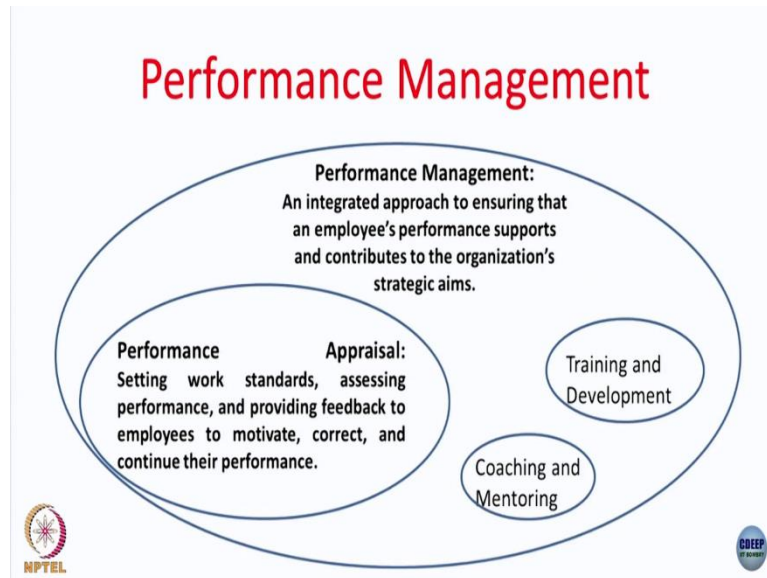 Performance Management
Performance Management:
An integrated approach to ensuring that
an employee's performance supports
and contributes to the organization's
strategic aims.
Performance Appraisal:
Setting work standards, assessing
performance, and providing feedback to
employees to motivate, correct, and
continue their performance.
Training and
Development
Coaching and
Mentoring
NPTEL
CDEEP
IIT BOMBAY